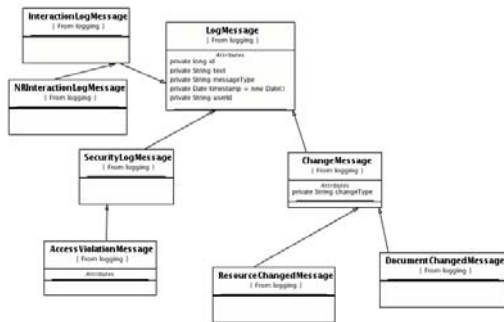 InteractionLogMessage
( From logging )
LogMessage
( From logging )
Attributes
private long id
private String text
private String messageType
private Date timestamp = new Date()
private String userId
NRInteractionLogMessage
( From logging )
SecurityLogMessage
( From logging )
ChangeMessage
( From logging )
Attributes
private String changeType
AccessViolationMessage
( From logging )
Attributes
ResourceChangedMessage
( From logging )
DocumentChangedMessage
( From logging )